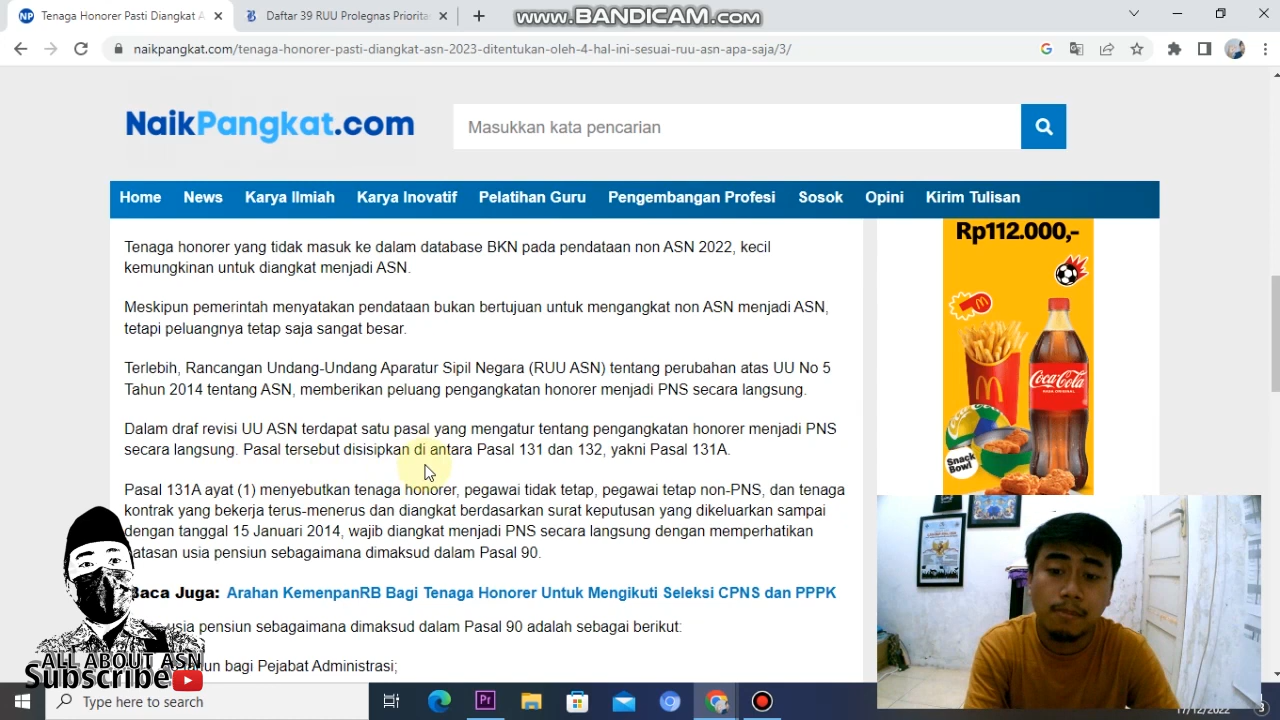 Tenaga Honorer Pasti Diangkat A
Daftar 39 RUU Prolegnas Priorita
www.BANDICAM.com
naikpangkat.com/tenaga-honorer-pasti-diangkat-asn-2023-ditentukan-oleh-4-hal-ini-sesuai-ruu-asn-apa-saja/3/
NaikPangkat.com
Masukkan kata pencarian
Home News Karya Ilmiah Karya Inovatif Pelatihan Guru Pengembangan Profesi Sosok Opini Kirim Tulisan
Tenaga honorer yang tidak masuk ke dalam database BKN pada pendataan non ASN 2022, kecil
kemungkinan untuk diangkat menjadi ASN.
Meskipun pemerintan menyatakan pendataan bukan bertujuan untuk mengangkat non ASN menjadi ASN,
tetapi peluangnya tetap saja sangat besar.
Terlebih, Rancangan Undang-Undang Aparatur Sipil Negara (RUU ASN) tentang perubahan atas UU No 5
Tahun 2014 tentang ASN, memberikan peluang pengangkatan honorer menjadi PNS secara langsung.
Dalam draf revisi UU ASN terdapat satu pasal yang mengatur tentang pengangkatan honorer menjadi PNS
secara langsung. Pasal tersebut disisipkan di antara Pasal 131 dan 132, yakni Pasal 131A.
Pasal 131A ayat (1) menyebutkan tenaga honorer, pegawai tidak tetap, pegawai tetap non-PNS, dan tenaga
kontrak yang bekerja terus-menerus dan diangkat berdasarkan surat keputusan yang dikeluarkan sampai
dengan tanggal 15 Januari 2014, wajib diangkat menjadi PNS secara langsung dengan memperhatikan
batasan usia pensiun sebagaimana dimaksud dalam Pasal 90.
Baca Juga: Arahan KemenpanRB Bagi Tenaga Honorer Untuk Mengikuti Seleksi CPNS dan PPPK
usia pensiun sebagaimana dimaksud dalam Pasal 90 adalah sebagai berikut:
un bagi Pejabat Administrasi;
Rp112.000,-
Coca-Cola
Snack
Bowl
ALL ABOUT ASN
Subscribe
Type here to search
Pr
17/12/2022
3